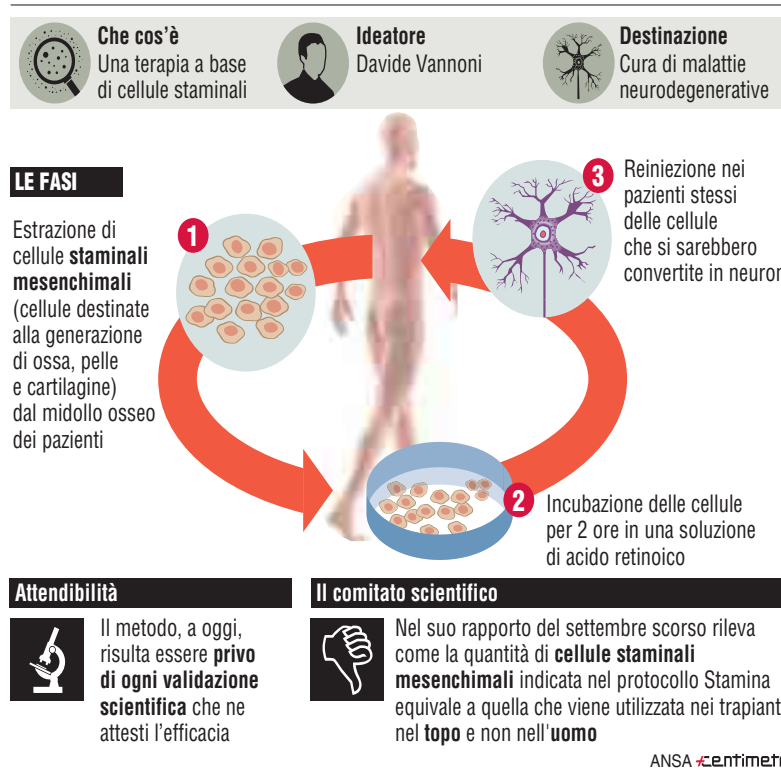 Che cos'è
Una terapia a base
di cellule staminali
Ideatore
Davide Vannoni
Destinazione
Cura di malattie
neurodegenerative
LE FASI
1
Estrazione di
cellule staminali
mesenchimali
(cellule destinate
alla generazione
di ossa, pelle
e cartilagine)
dal midollo osseo
dei pazienti
2
Incubazione delle cellule
per 2 ore in una soluzione
di acido retinoico
3
Reiniezione nei
pazienti stessi
delle cellule
che si sarebbero
convertite in neuron
Attendibilità
Il metodo, a oggi,
risulta essere privo
di ogni validazione
scientifica che ne
attesti l'efficacia
Il comitato scientifico
Nel suo rapporto del settembre scorso rileva
come la quantità di cellule staminali
mesenchimali indicata nel protocollo Stamina
equivale a quella che viene utilizzata nei trapiant
nel topo e non nell'uomo
ANSA centimetr